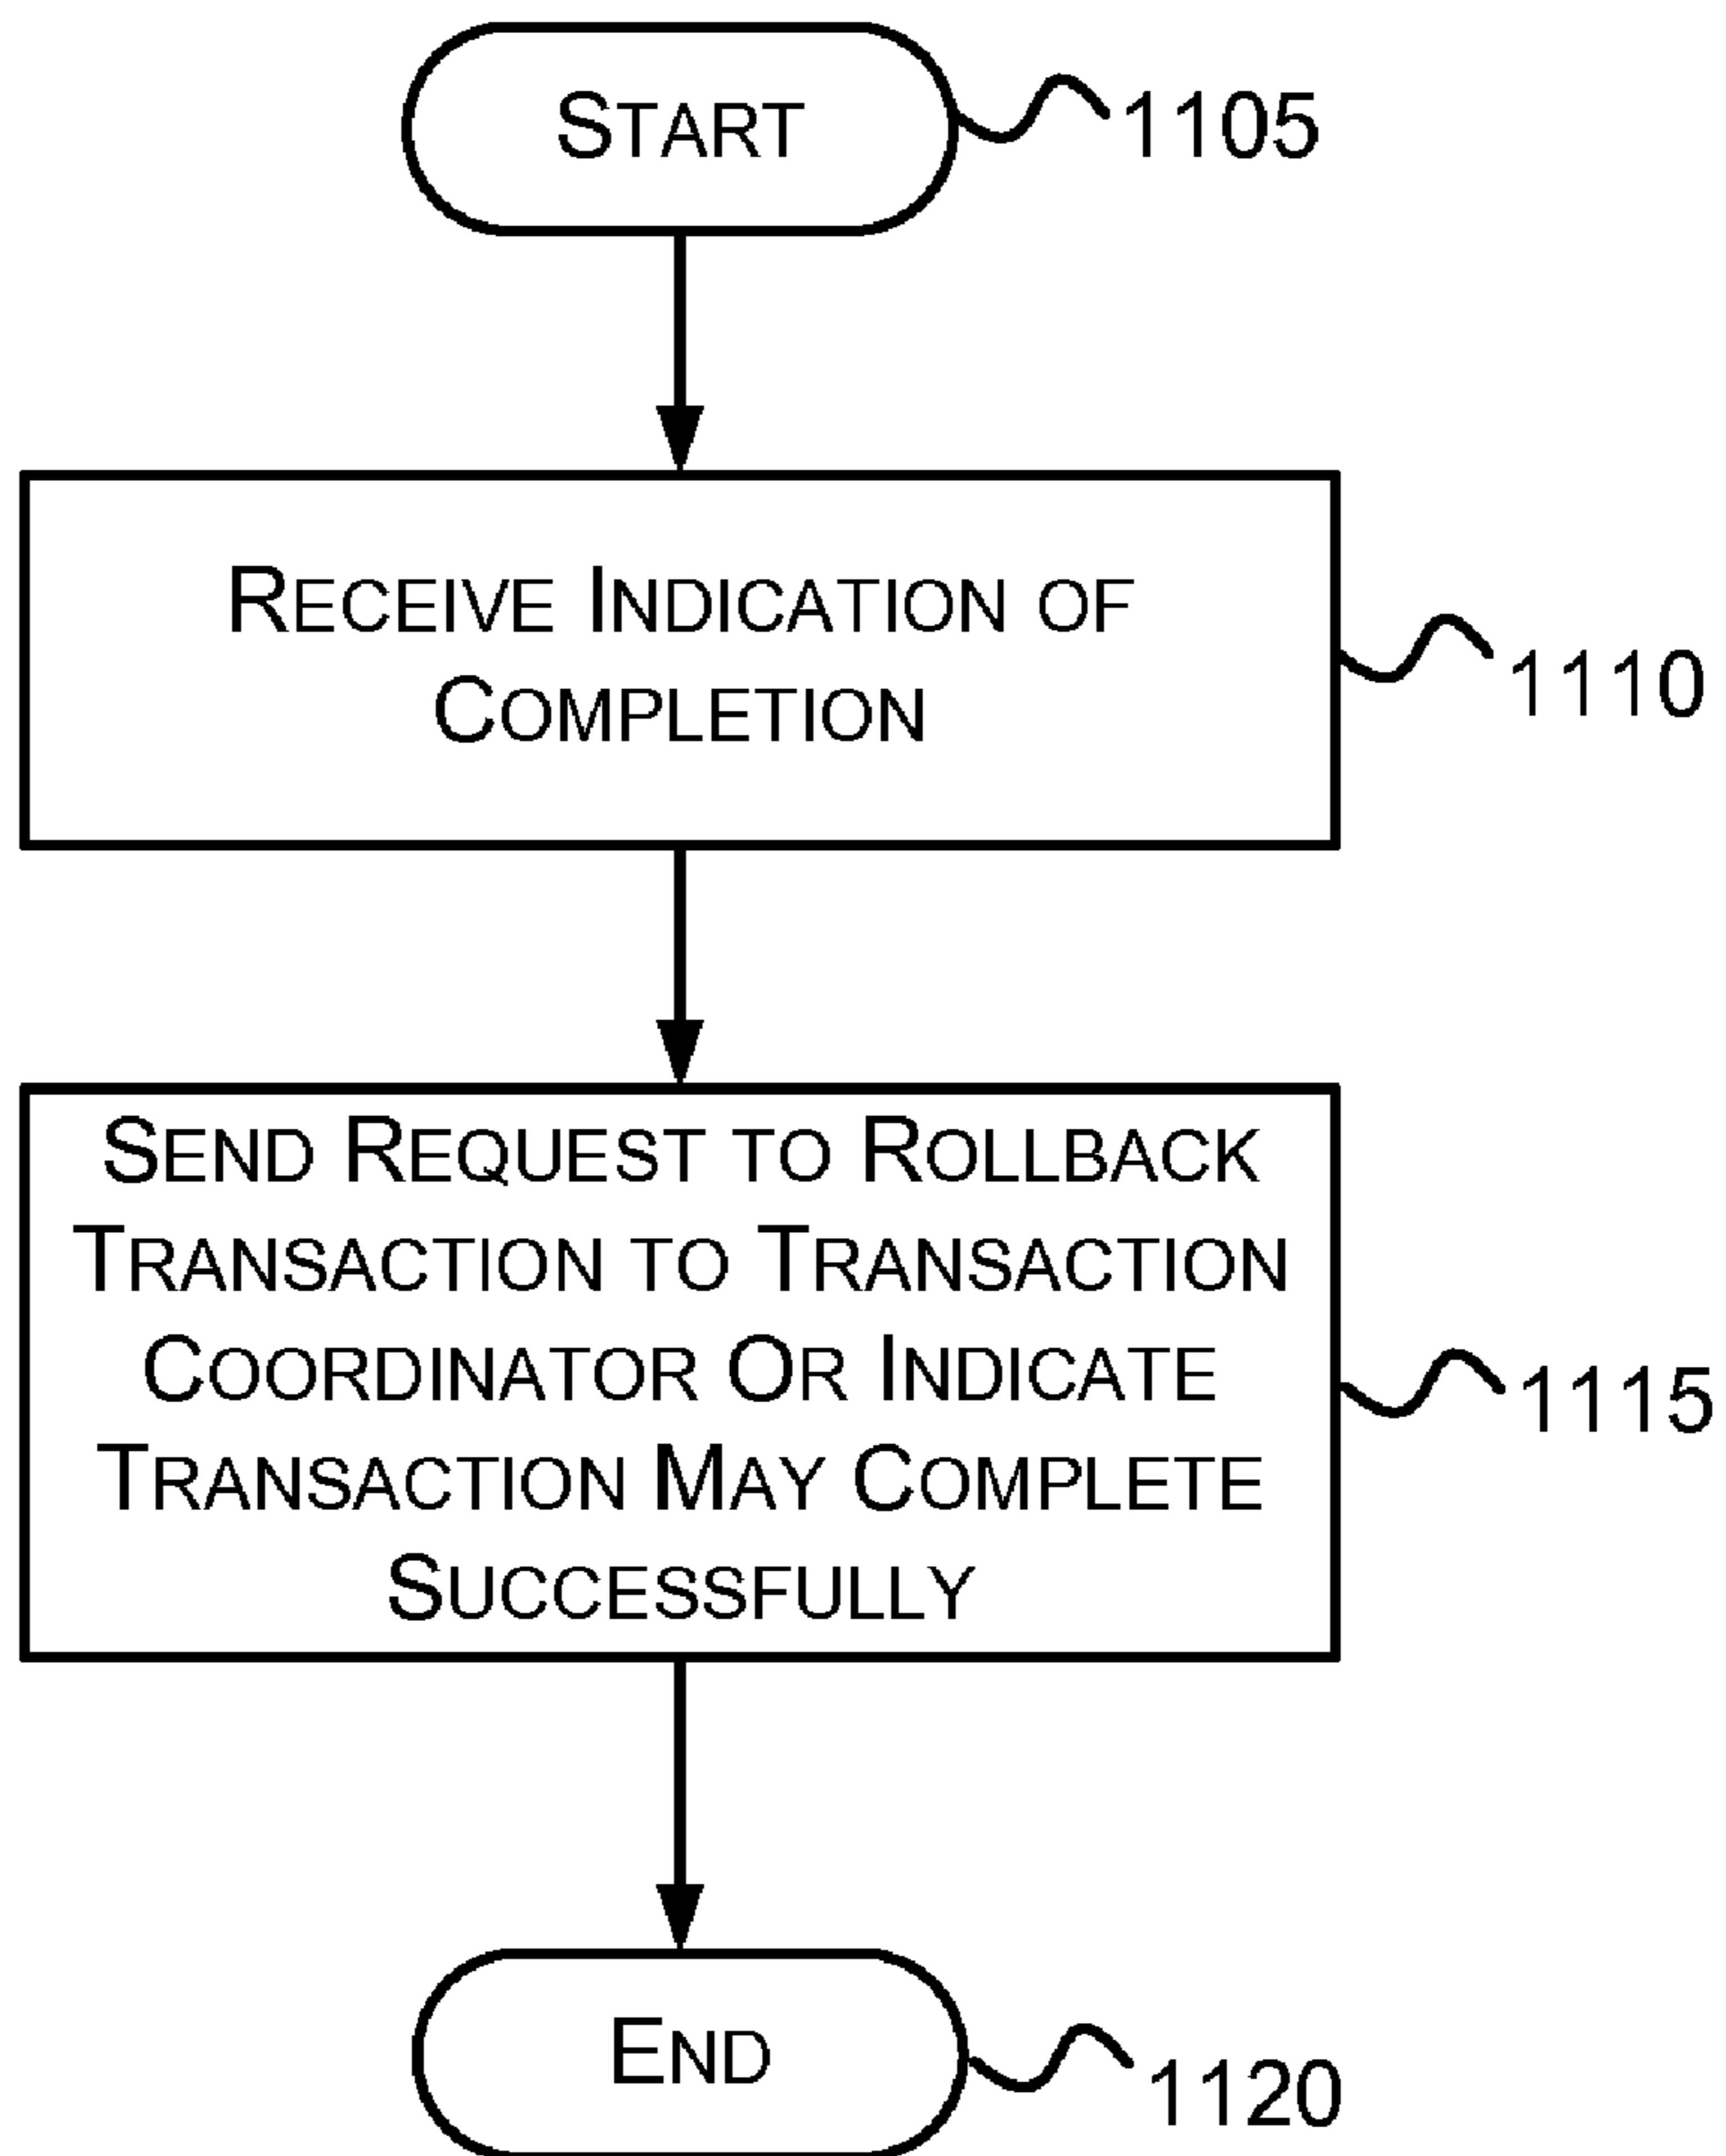 START
1105
RECEIVE INDICATION OF
COMPLETION
1110
SEND REQUEST TO ROLLBACK
TRANSACTION TO TRANSACTION
COORDINATOR OR INDICATE
TRANSACTION MAY COMPLETE
SUCCESSFULLY
1115
END
1120